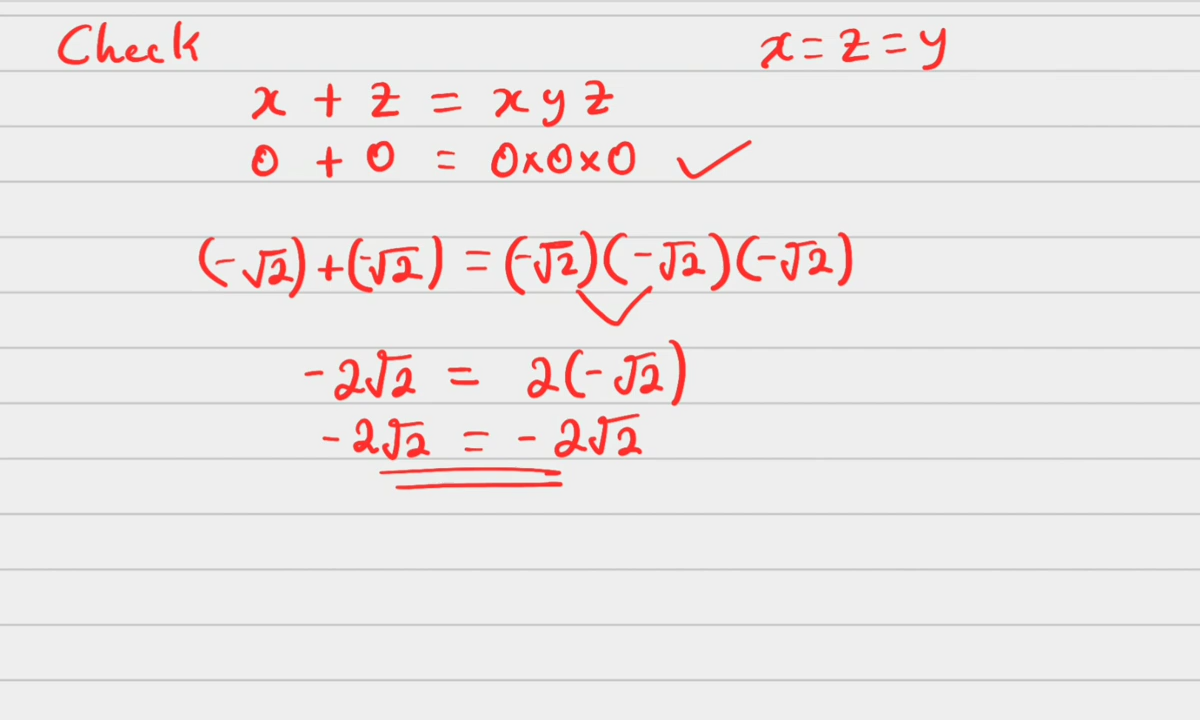 Check x = z = y
x + z = x y z
0 + 0 = 0×0×0 ✓
(-√2)+(-√2) = (-√2)(-√2)(-√2)
-2√2 = 2(-√2)
-2√2 = -2√2